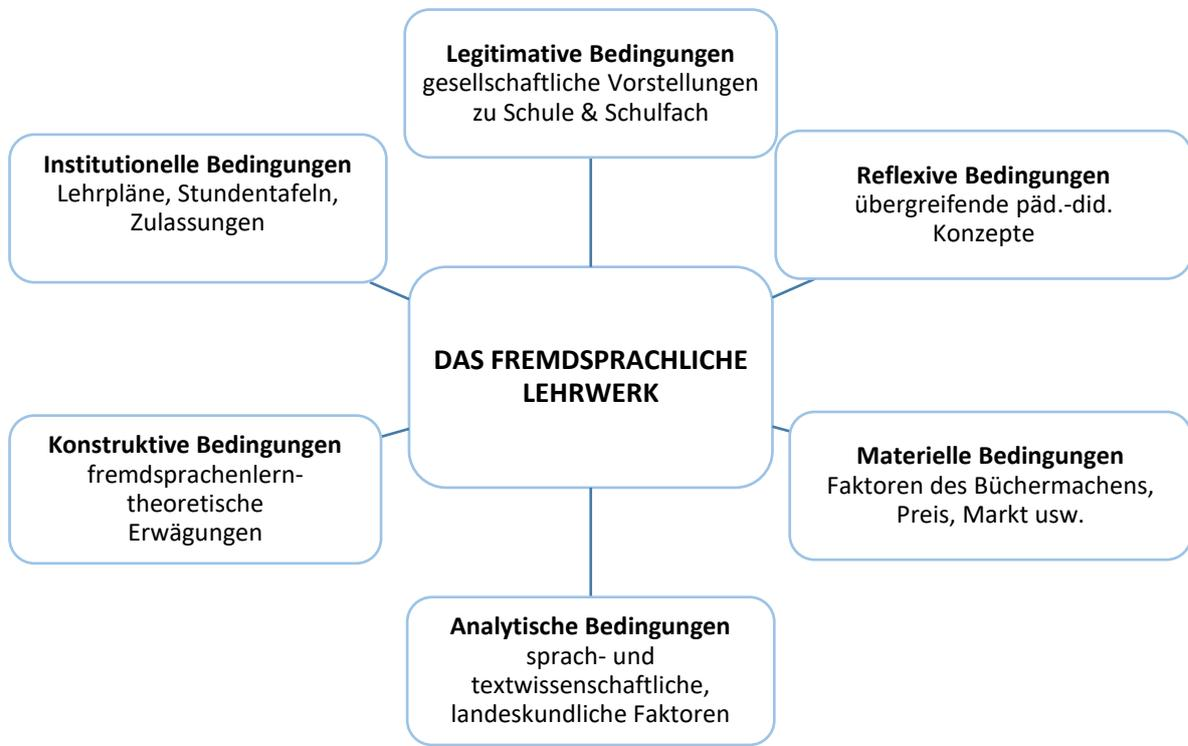 Legitimative Bedingungen
gesellschaftliche Vorstellungen
zu Schule & Schulfach
Institutionelle Bedingungen
Lehrpläne, Stundentafeln,
Zulassungen
Reflexive Bedingungen
übergreifende päd.-did.
Konzepte
DAS FREMDSPRACHLICHE
LEHRWERK
Konstruktive Bedingungen
fremdsprachenlern-
theoretische
Erwägungen
Materielle Bedingungen
Faktoren des Büchermachens,
Preis, Markt usw.
Analytische Bedingungen
sprach- und
textwissenschaftliche,
landeskundliche Faktoren